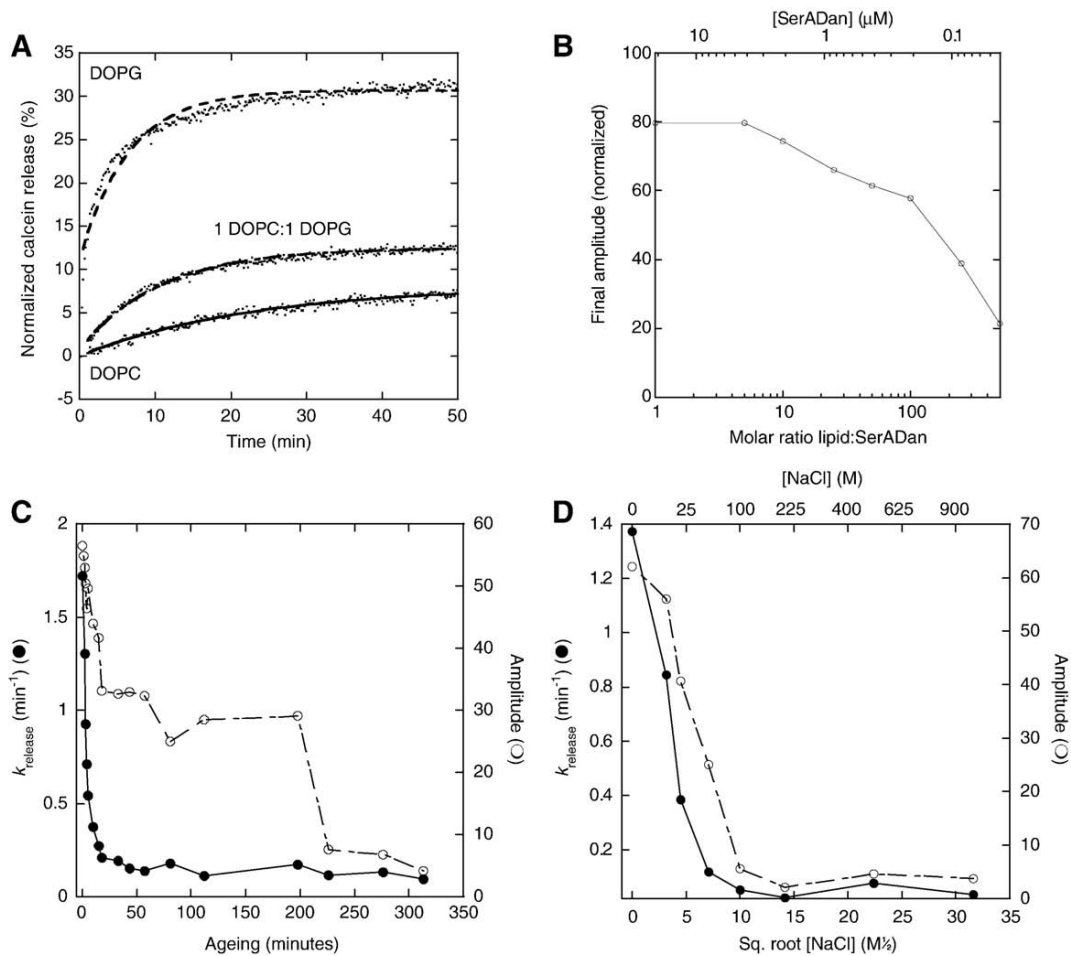 A
Normalized calcein release (%)
35
30
25
20
15
10
5
0
-5
DOPG
1 DOPC:1 DOPG
DOPC
0 10 20 30 40 50
Time (min)
B
[SerADan] (μM)
10 1 0.1
Final amplitude (normalized)
100
80
60
40
20
0
1 10 100
Molar ratio lipid:SerADan
C
k release (min⁻¹) (●)
2
1.5
1
0.5
0
60
50
40
30
20
10
0
Amplitude (○)
0 50 100 150 200 250 300 350
Ageing (minutes)
D
[NaCl] (M)
0 25 100 225 400 625 900
k release (min⁻¹) (●)
1.4
1.2
1
0.8
0.6
0.4
0.2
70
60
50
40
30
20
10
0
Amplitude (○)
0 5 10 15 20 25 30 35
Sq. root [NaCl] (M½)